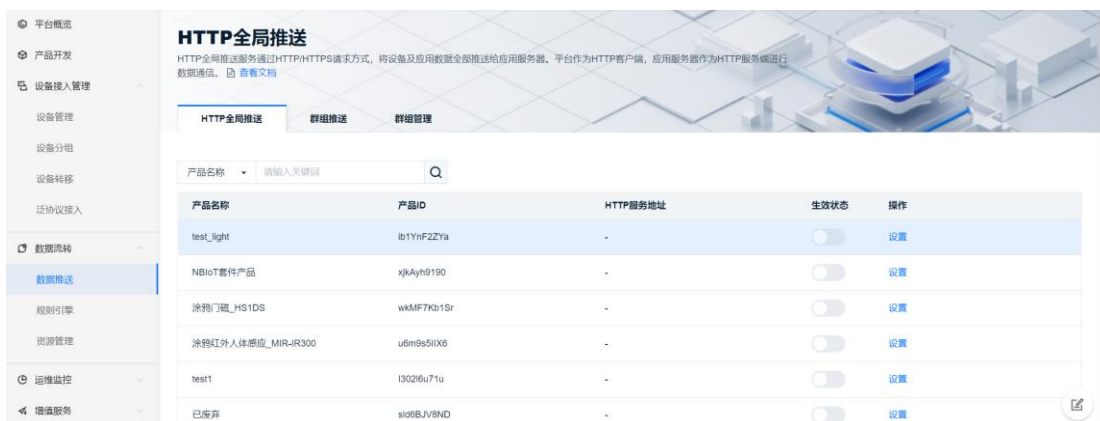 平台概览
产品开发
设备接入管理
设备管理
设备分组
设备转移
泛协议接入
数据流转
数据推送
规则引擎
资源管理
运维监控
增值服务
HTTP全局推送
HTTP全局推送服务通过HTTP/HTTPS请求方式，将设备及应用数据全部推送给应用服务器。平台作为HTTP客户端，应用服务器作为HTTP服务端进行
数据通信。 查看文档
HTTP全局推送 群组推送 群组管理
产品名称 请输入关键词
产品名称 产品ID HTTP服务地址 生效状态 操作
test_light ib1YnF2ZYa - 设置
NBIoT套件产品 xjkAyh9190 - 设置
涂鸦门磁_HS1DS wkMF7Kb1Sr - 设置
涂鸦红外人体感应_MIR-IR300 u6m9s5IIX6 - 设置
test1 I302I6u71u - 设置
已废弃 sId6BJV8ND - 设置